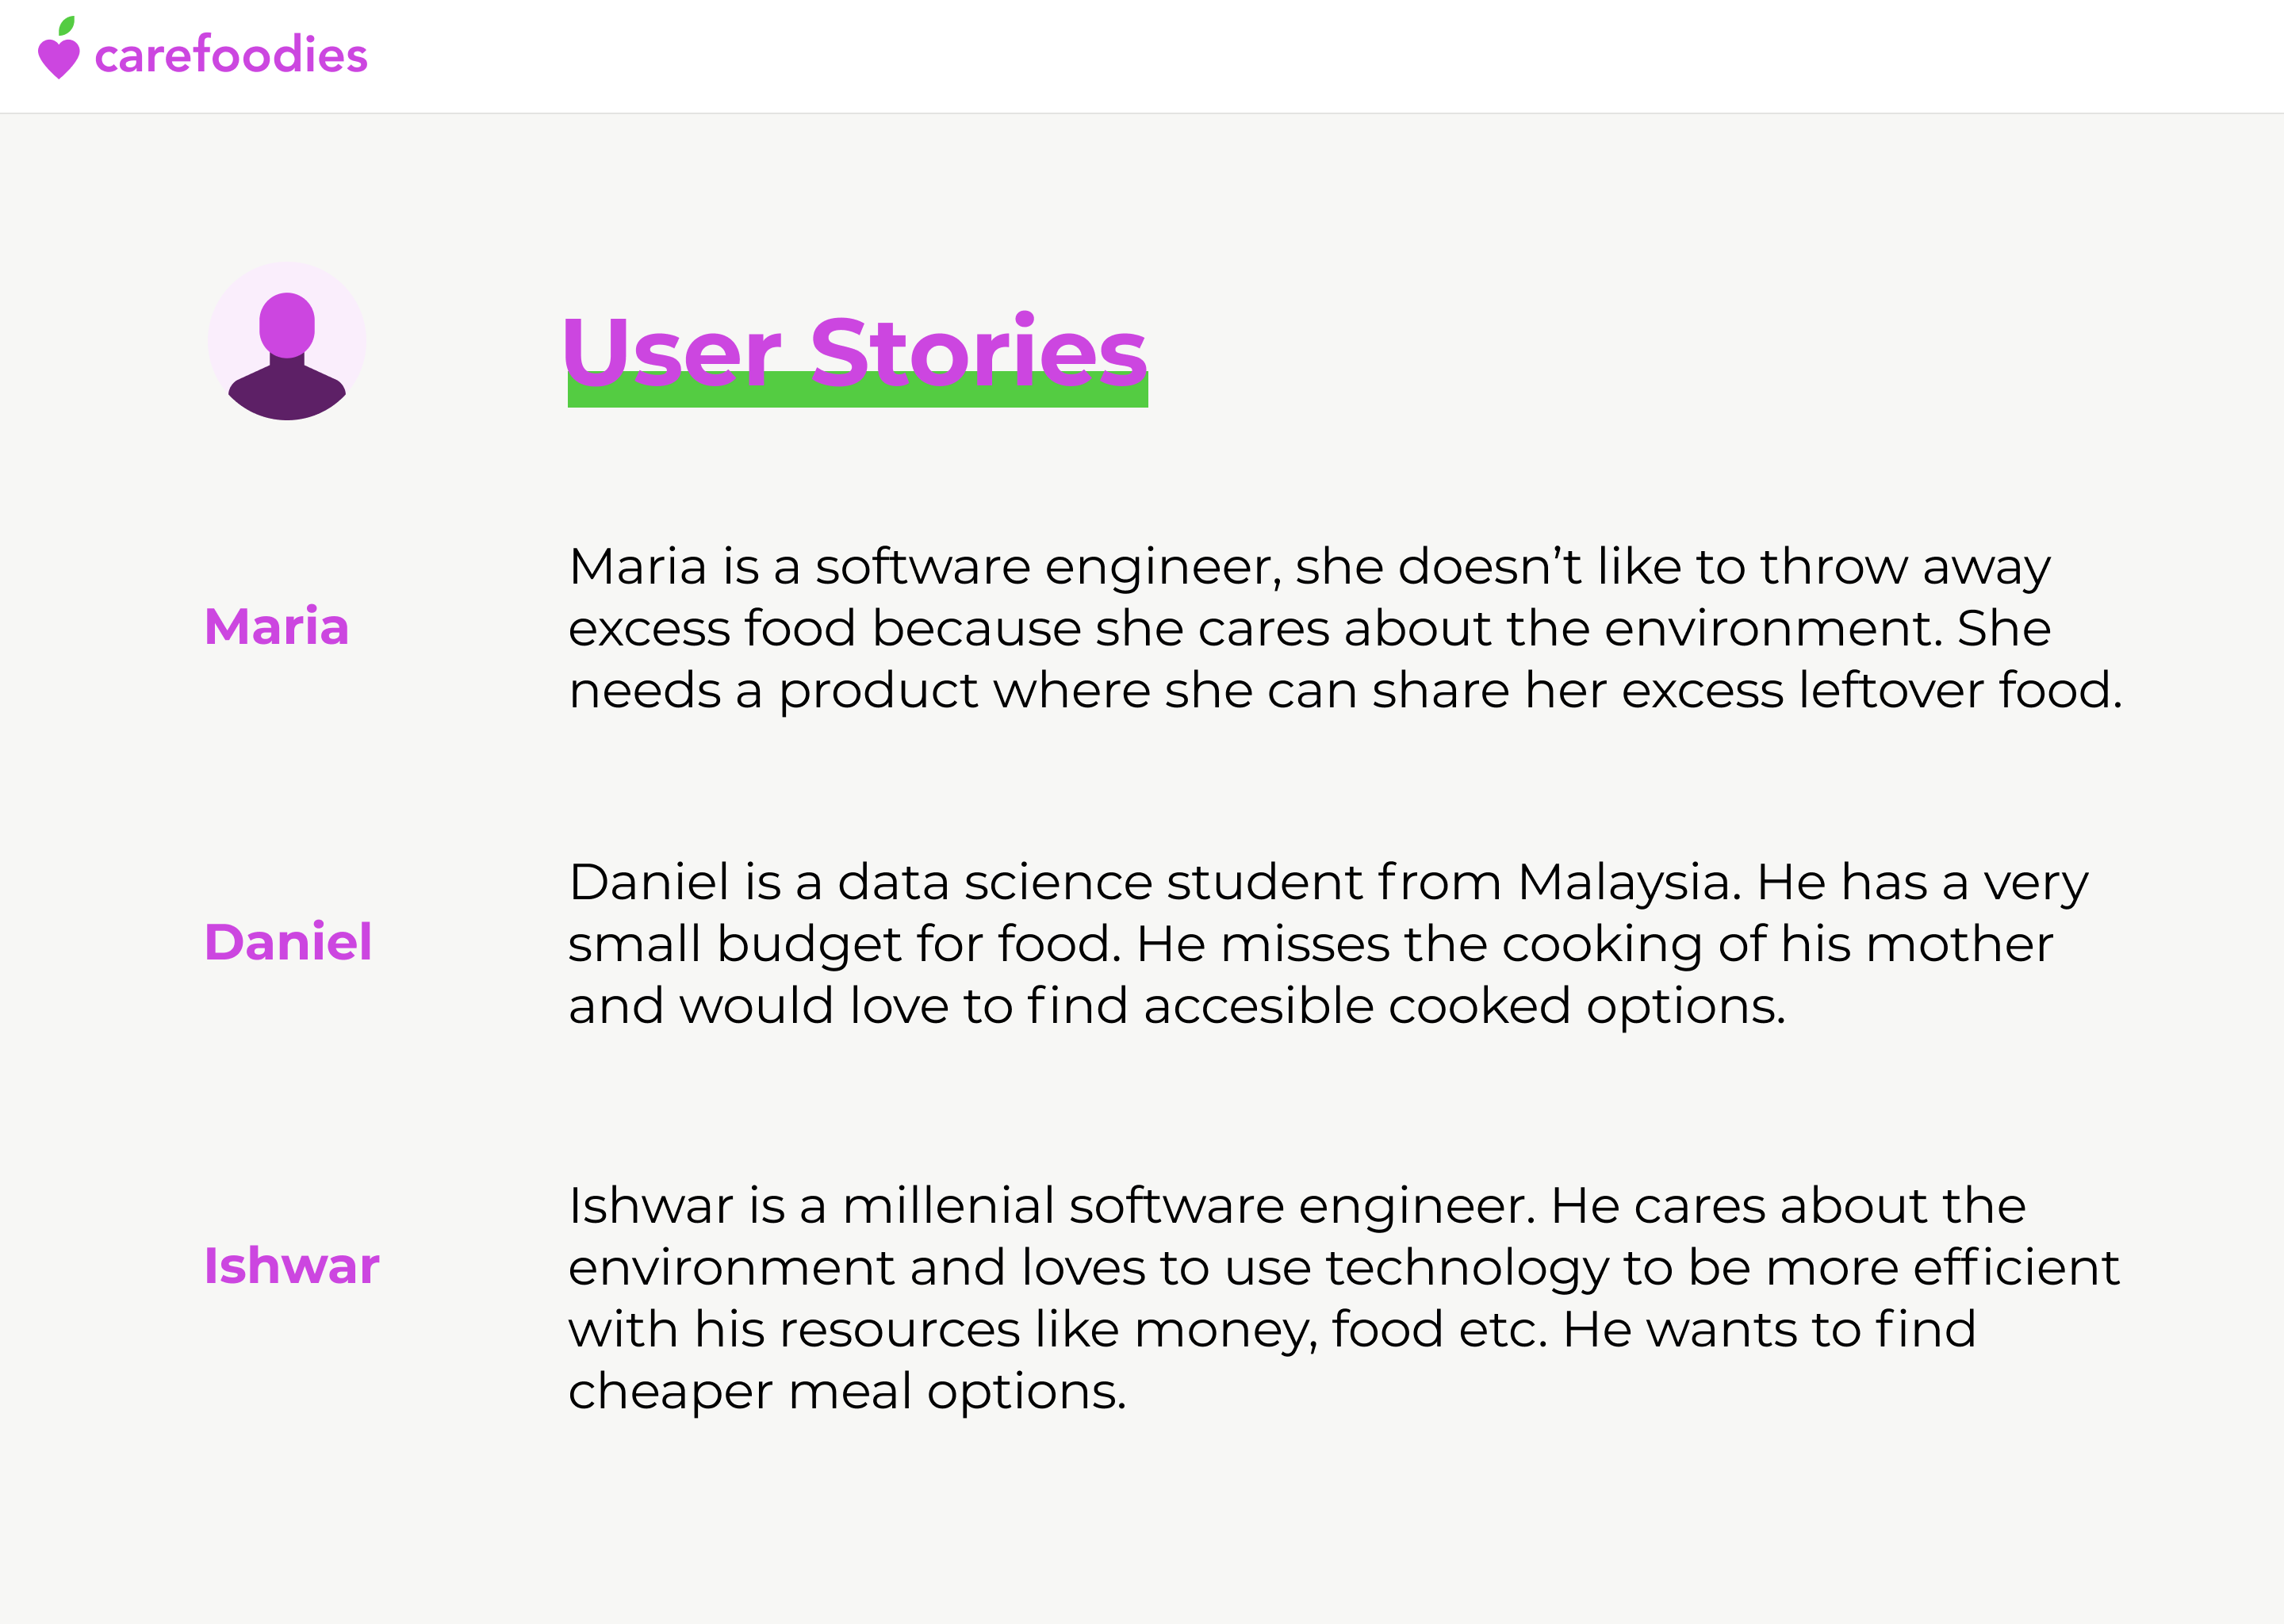 carefoodies
User Stories
Maria
Maria is a software engineer, she doesn’t like to throw away
excess food because she cares about the environment. She
needs a product where she can share her excess leftover food.
Daniel
Daniel is a data science student from Malaysia. He has a very
small budget for food. He misses the cooking of his mother
and would love to find accesible cooked options.
Ishwar
Ishwar is a millenial software engineer. He cares about the
environment and loves to use technology to be more efficient
with his resources like money, food etc. He wants to find
cheaper meal options.